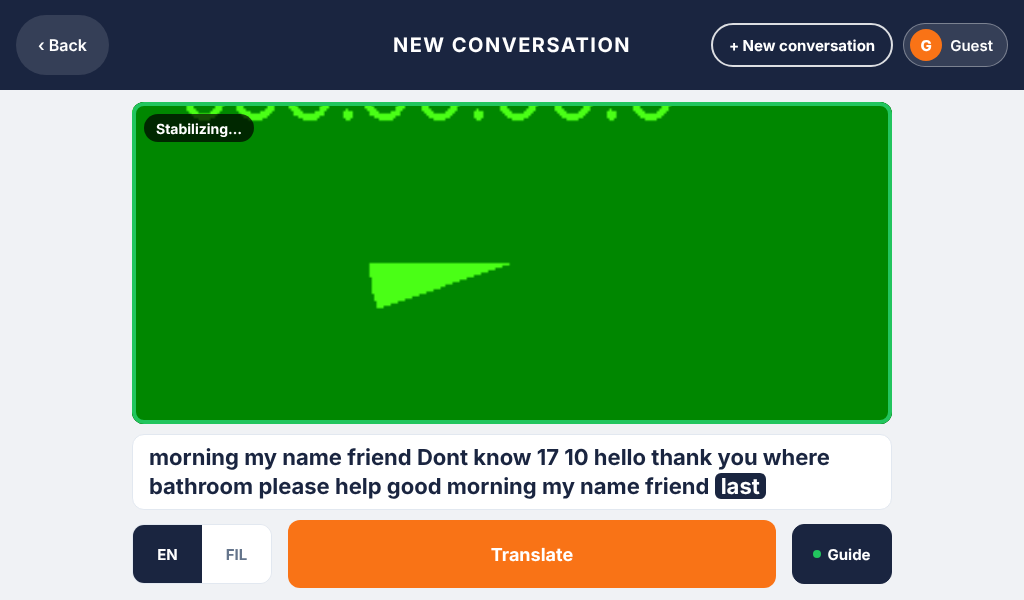 ‹ Back
NEW CONVERSATION
+ New conversation
G
Guest
Stabilizing...
morning my name friend Dont know 17 10 hello thank you where
bathroom please help good morning my name friend last
EN
FIL
Translate
Guide